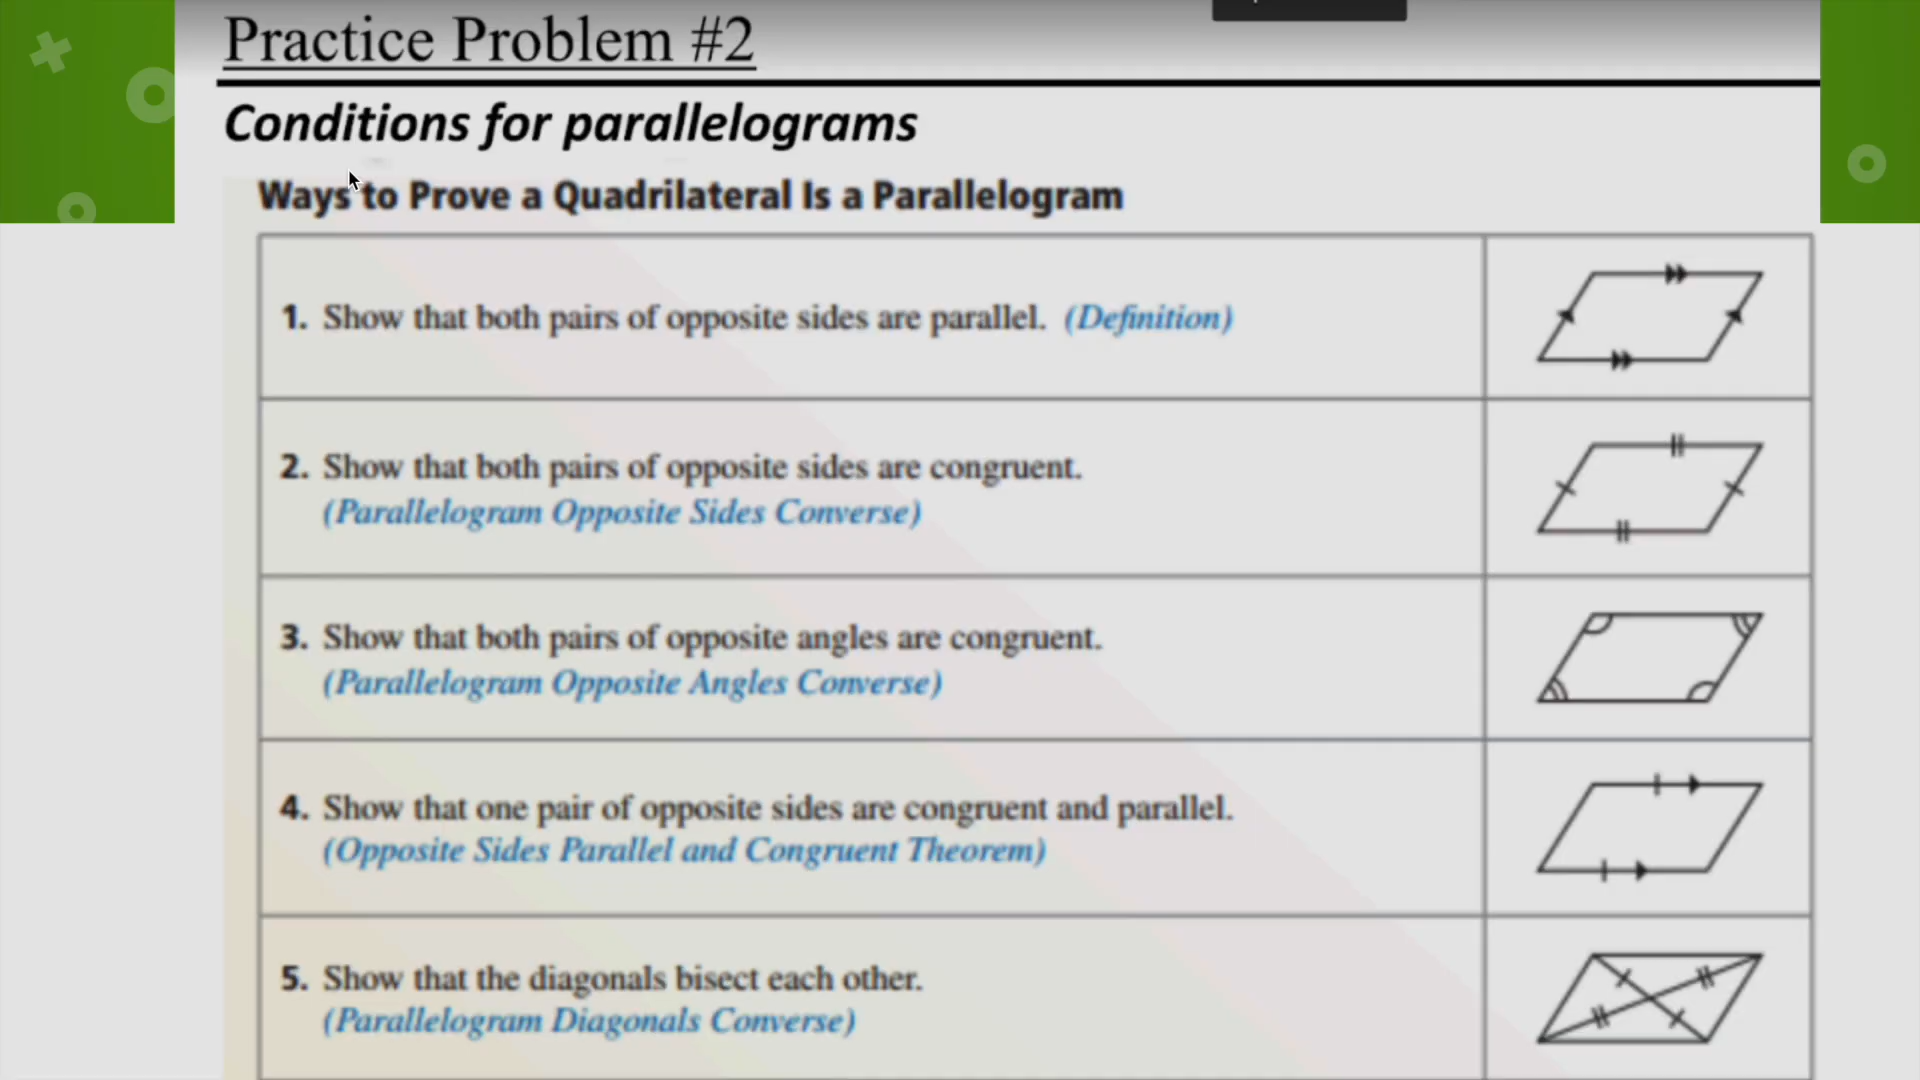 Practice Problem #2
Conditions for parallelograms
Ways to Prove a Quadrilateral Is a Parallelogram
1. Show that both pairs of opposite sides are parallel. (Definition)
2. Show that both pairs of opposite sides are congruent.
(Parallelogram Opposite Sides Converse)
3. Show that both pairs of opposite angles are congruent.
(Parallelogram Opposite Angles Converse)
4. Show that one pair of opposite sides are congruent and parallel.
(Opposite Sides Parallel and Congruent Theorem)
5. Show that the diagonals bisect each other.
(Parallelogram Diagonals Converse)